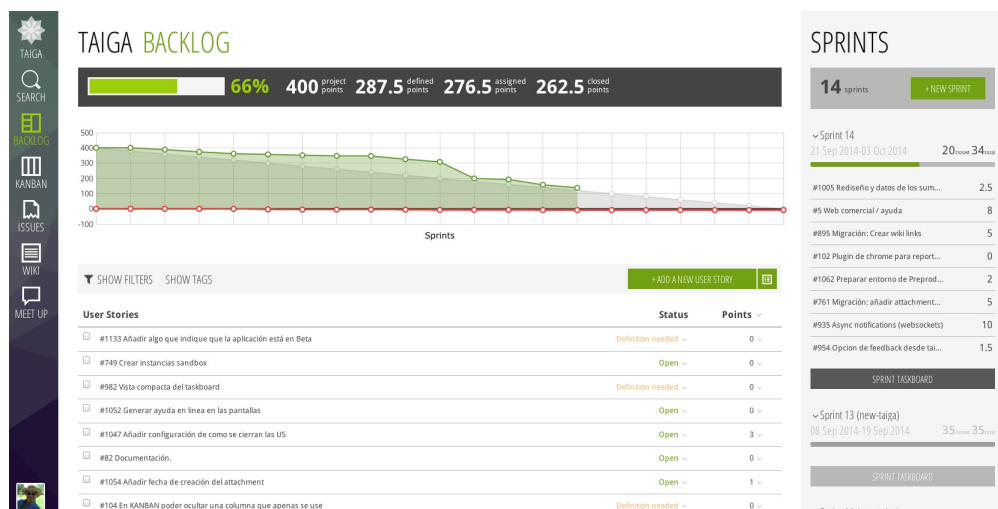 TAIGA
SEARCH
BACKLOG
KANBAN
ISSUES
WIKI
MEET UP
TAIGA BACKLOG
66% 400 project points 287.5 defined points 276.5 assigned points 262.5 closed points
500
400
300
200
100
0
-100
Sprints
SHOW FILTERS SHOW TAGS
+ ADD A NEW USER STORY
User Stories Status Points
#1133 Añadir algo que indique que la aplicación está en Beta Definition needed 0
#749 Crear instancias sandbox Open 0
#982 Vista compacta del taskboard Definition needed 0
#1052 Generar ayuda en linea en las pantallas Open 0
#1047 Añadir configuración de como se cierran las US Open 3
#82 Documentación. Open 0
#1054 Añadir fecha de creación del attachment Open 1
#104 En KANBAN poder ocultar una columna que apenas se use Definition needed 0
SPRINTS
14 sprints + NEW SPRINT
Sprint 14
21 Sep 2014-03 Oct 2014 20 closed 34 total
#1005 Rediseño y datos de los sum... 2.5
#5 Web comercial / ayuda 8
#895 Migración: Crear wiki links 5
#102 Plugin de chrome para report... 0
#1062 Preparar entorno de Preprod... 2
#761 Migración: añadir attachment... 5
#935 Async notifications (websockets) 10
#954 Opcion de feedback desde tai... 1.5
SPRINT TASKBOARD
Sprint 13 (new-taiga)
08 Sep 2014-19 Sep 2014 35 closed 35 total
SPRINT TASKBOARD